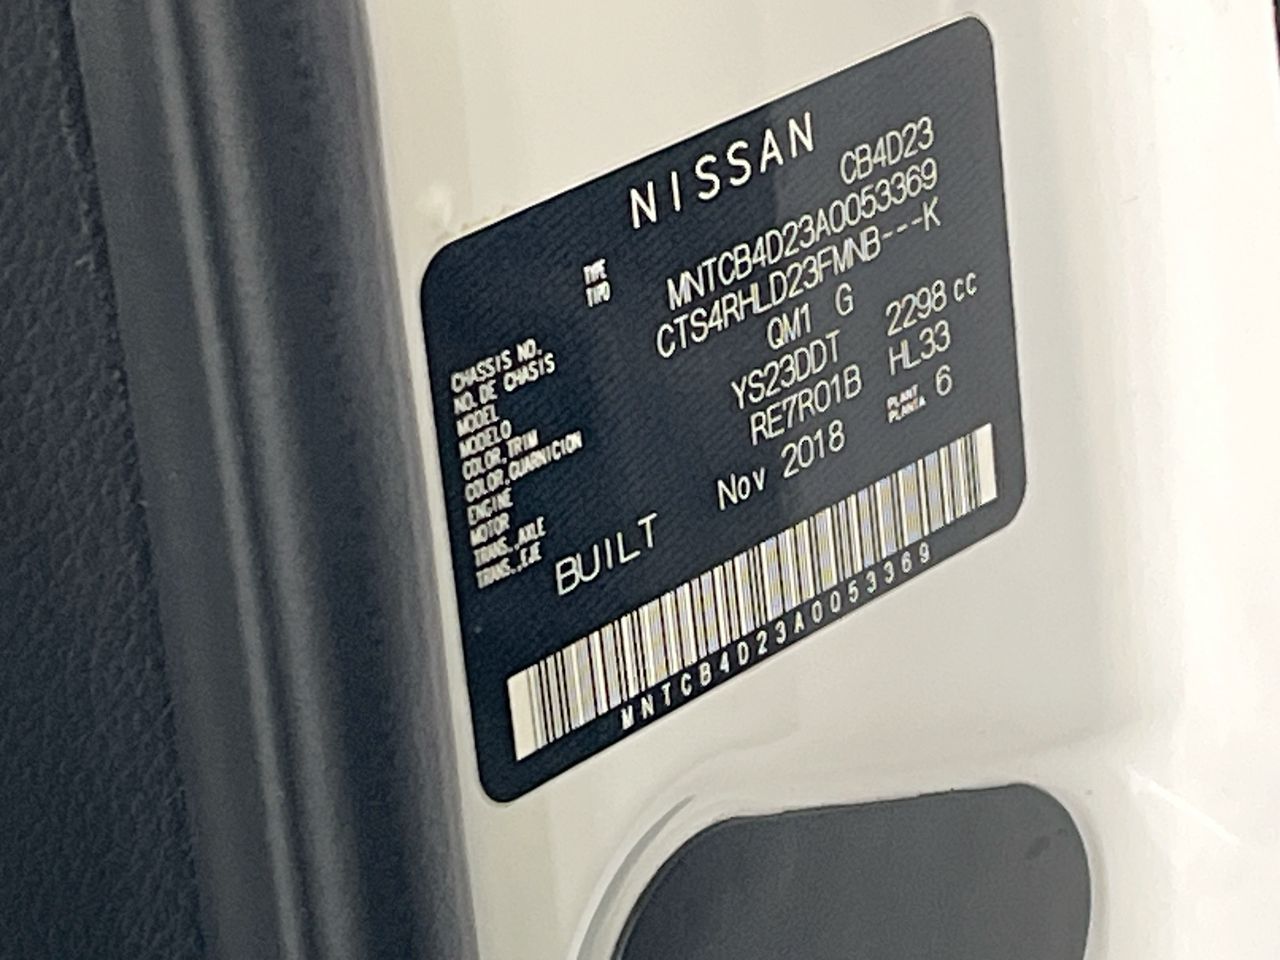 NISSAN
TYPE CB4D23
TIPO
CHASSIS NO. MNTCB4D23A0053369
NO. DE CHASIS
MODEL CTS4RHLD23FMNB---K
MODELO
COLOR,TRIM QM1 G
COLOR,GUARNICION
ENGINE YS23DDT 2298 cc
MOTOR
TRANS.,AXLE RE7R01B HL33
TRANS.,EJE
PLANT 6
PLANTA
BUILT Nov 2018
MNTCB4D23A0053369